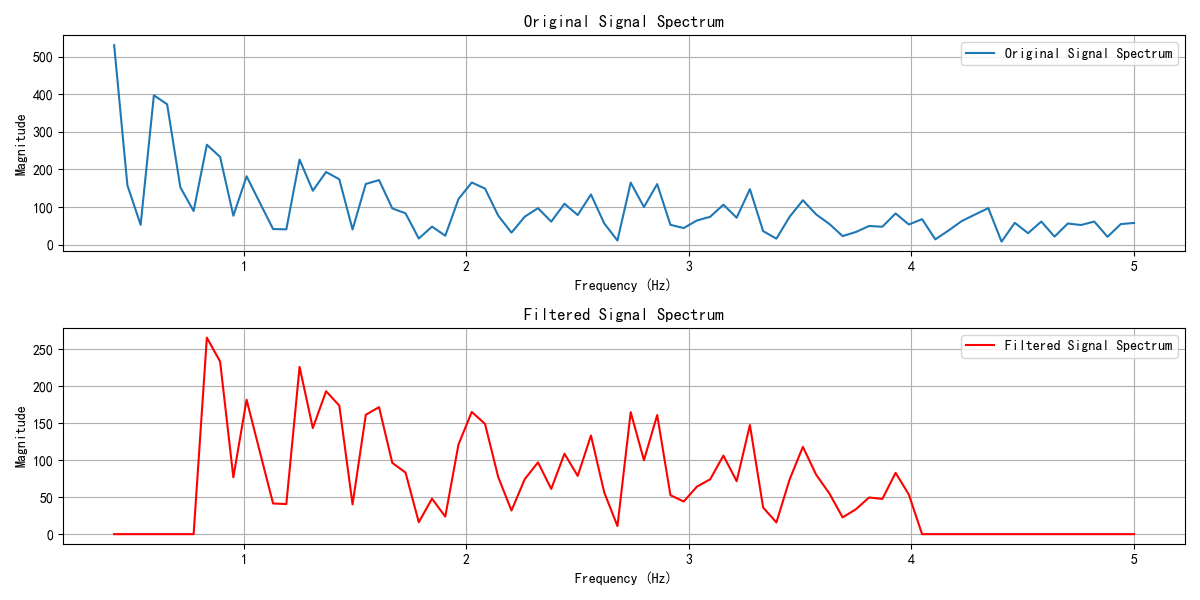 Original Signal Spectrum
Original Signal Spectrum
500
400
300
200
100
0
Magnitude
1 2 3 4 5
Frequency (Hz)
Filtered Signal Spectrum
Filtered Signal Spectrum
250
200
150
100
50
0
Magnitude
1 2 3 4 5
Frequency (Hz)